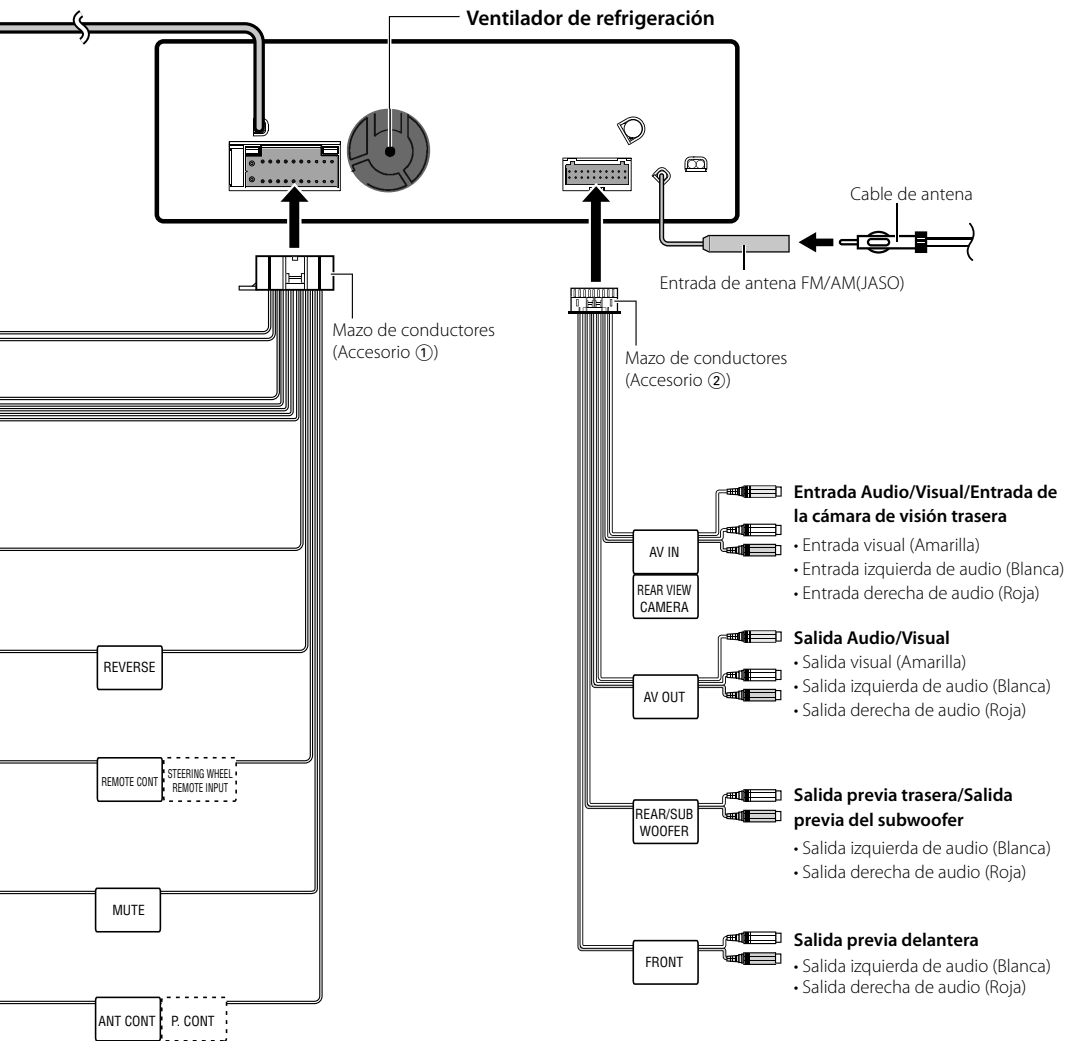 Ventilador de refrigeración
Cable de antena
Entrada de antena FM/AM(JASO)
Mazo de conductores
(Accesorio ①)
Mazo de conductores
(Accesorio ②)
AV IN
REAR VIEW
CAMERA
Entrada Audio/Visual/Entrada de
la cámara de visión trasera
• Entrada visual (Amarilla)
• Entrada izquierda de audio (Blanca)
• Entrada derecha de audio (Roja)
REVERSE
AV OUT
Salida Audio/Visual
• Salida visual (Amarilla)
• Salida izquierda de audio (Blanca)
• Salida derecha de audio (Roja)
REMOTE CONT
STEERING WHEEL
REMOTE INPUT
REAR/SUB
WOOFER
Salida previa trasera/Salida
previa del subwoofer
• Salida izquierda de audio (Blanca)
• Salida derecha de audio (Roja)
MUTE
FRONT
Salida previa delantera
• Salida izquierda de audio (Blanca)
• Salida derecha de audio (Roja)
ANT CONT
P. CONT